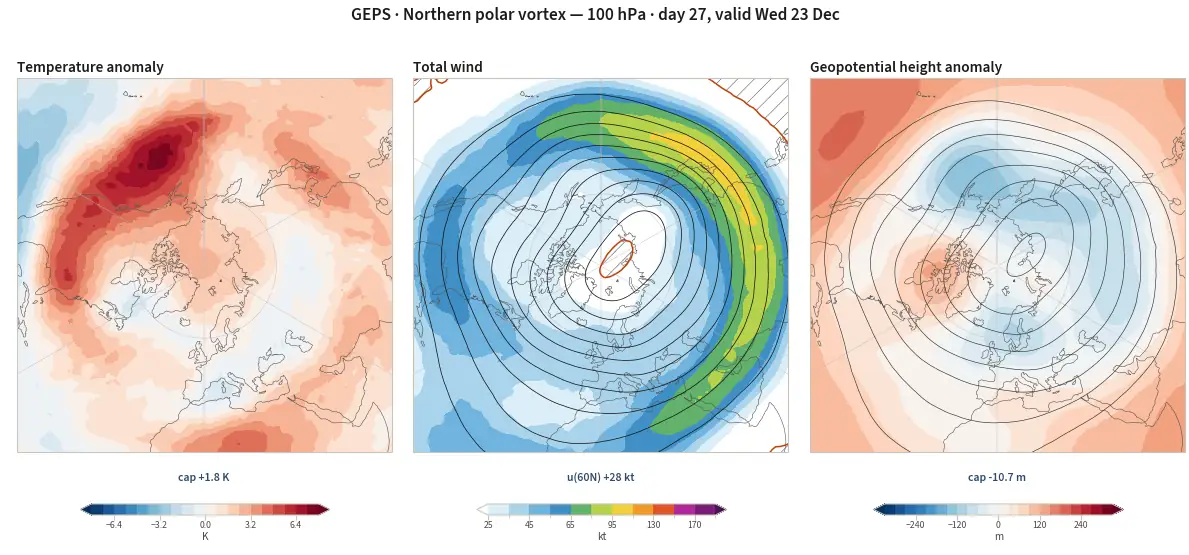 GEPS · Northern polar vortex — 100 hPa · day 27, valid Wed 23 Dec
Temperature anomaly
Total wind
Geopotential height anomaly
cap +1.8 K
u(60N) +28 kt
cap -10.7 m
−6.4 −3.2 0.0 3.2 6.4
K
25 45 65 95 130 170
kt
−240 −120 0 120 240
m